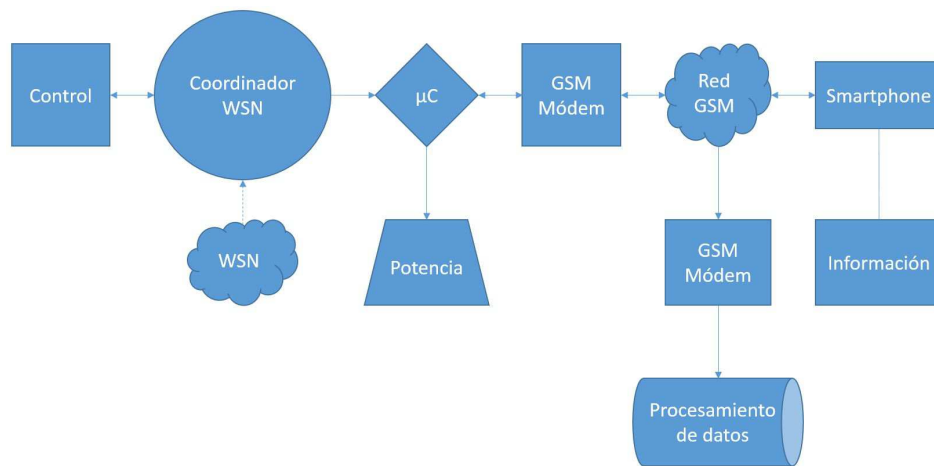 Control
Coordinador
WSN
µC
GSM
Módem
Red
GSM
Smartphone
WSN
Potencia
GSM
Módem
Información
Procesamiento
de datos